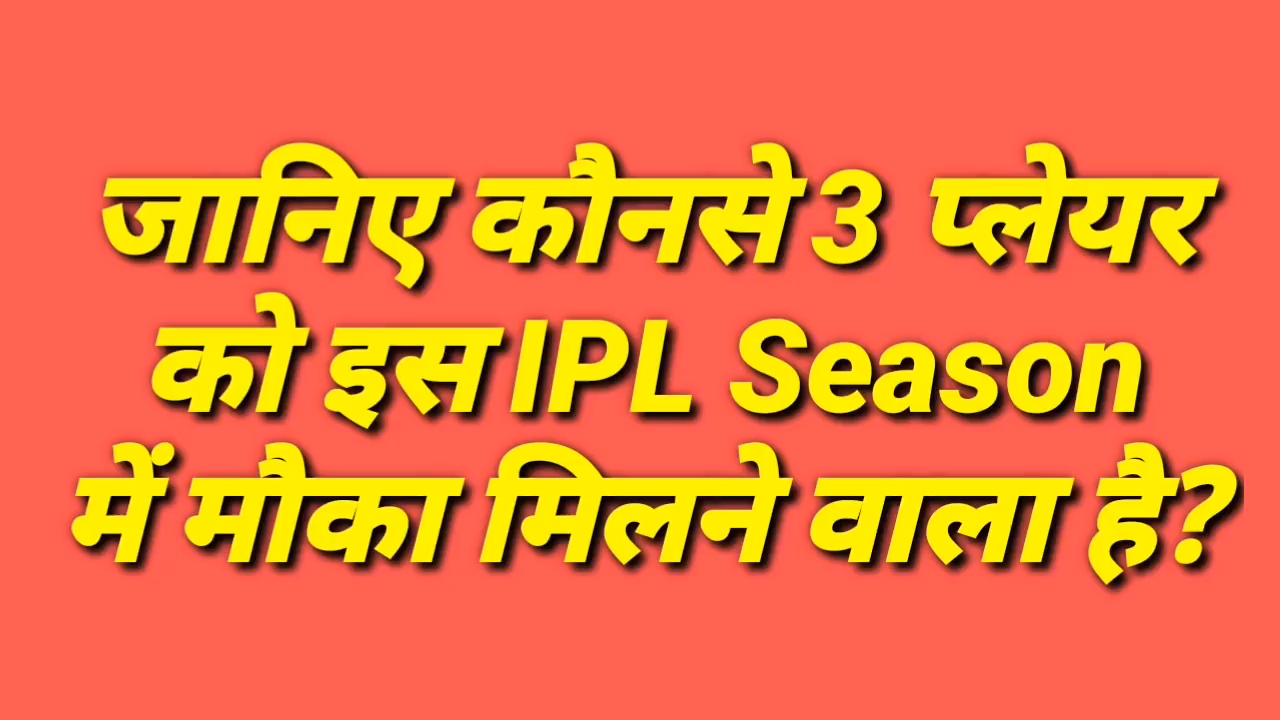 जानिए कौनसे 3 प्लेयर
को इस IPL Season
में मौका मिलने वाला है?